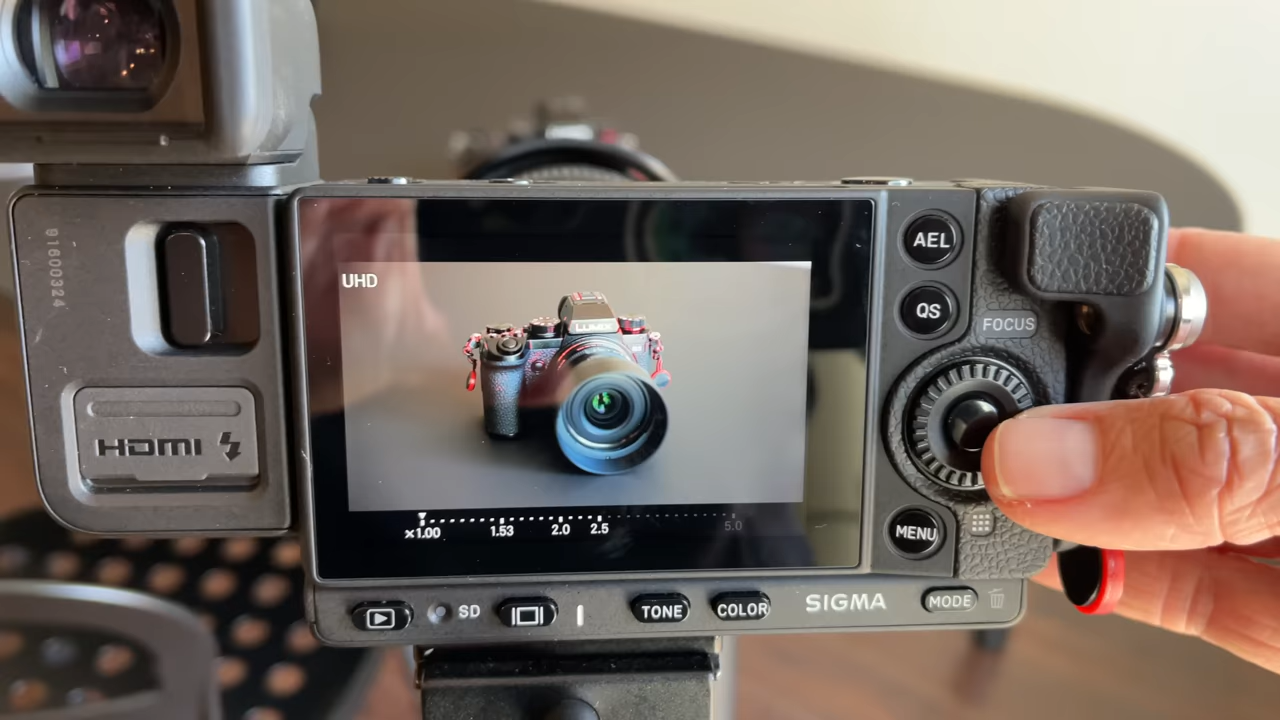 91600324
HDMI
UHD
LUMIX
×1.00 1.53 2.0 2.5 5.0
AEL
QS
FOCUS
MENU
SD
TONE
COLOR
SIGMA
MODE